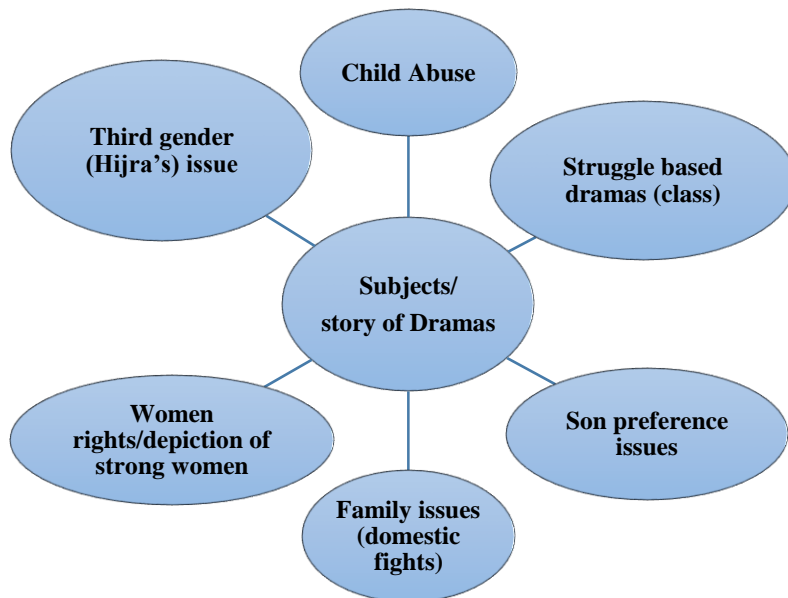 Child Abuse
Third gender
(Hijra's) issue
Struggle based
dramas (class)
Subjects/
story of Dramas
Women
rights/depiction of
strong women
Son preference
issues
Family issues
(domestic
fights)